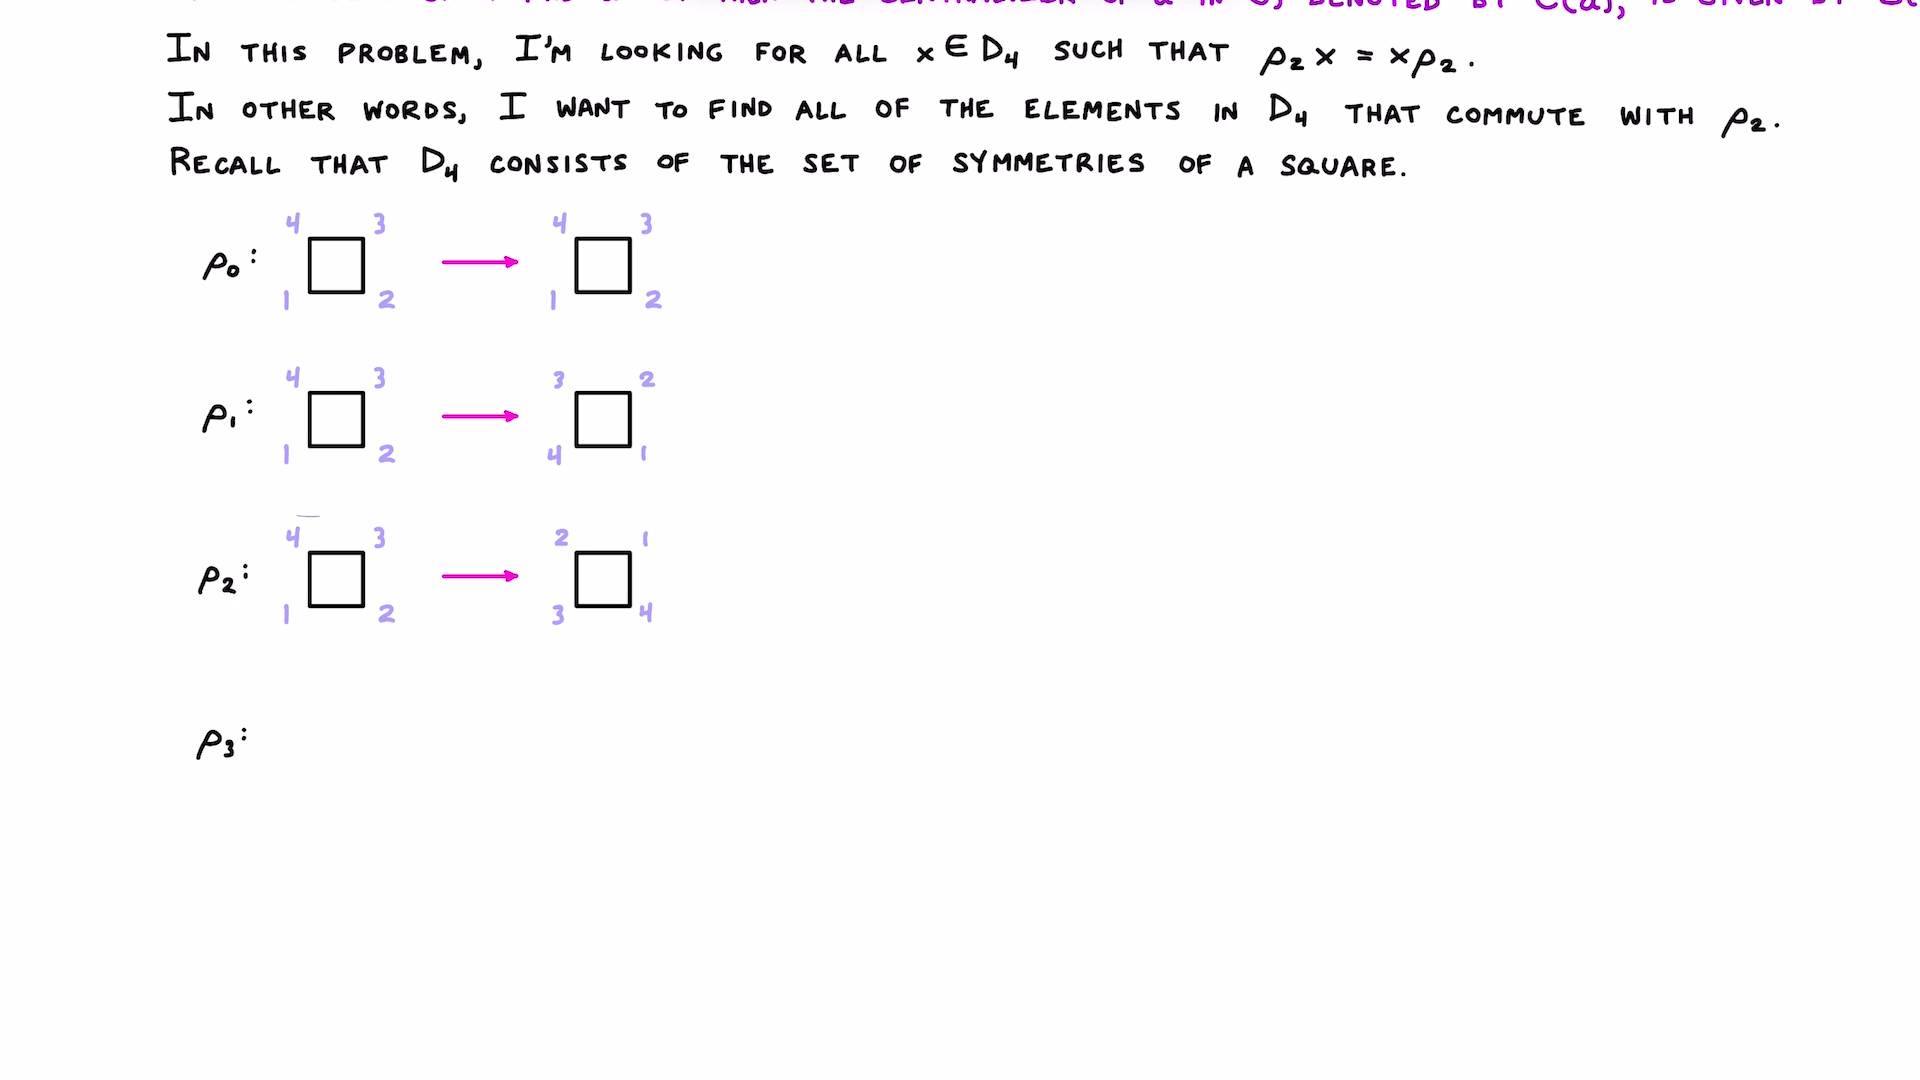 IN THIS PROBLEM, I'M LOOKING FOR ALL x ∈ D₄ SUCH THAT ρ₂x = xρ₂.
IN OTHER WORDS, I WANT TO FIND ALL OF THE ELEMENTS IN D₄ THAT COMMUTE WITH ρ₂.
RECALL THAT D₄ CONSISTS OF THE SET OF SYMMETRIES OF A SQUARE.
4 3 4 3
ρ₀:
1 2 1 2
4 3 3 2
ρ₁:
1 2 4 1
4 3 2 1
ρ₂:
1 2 3 4
ρ₃: